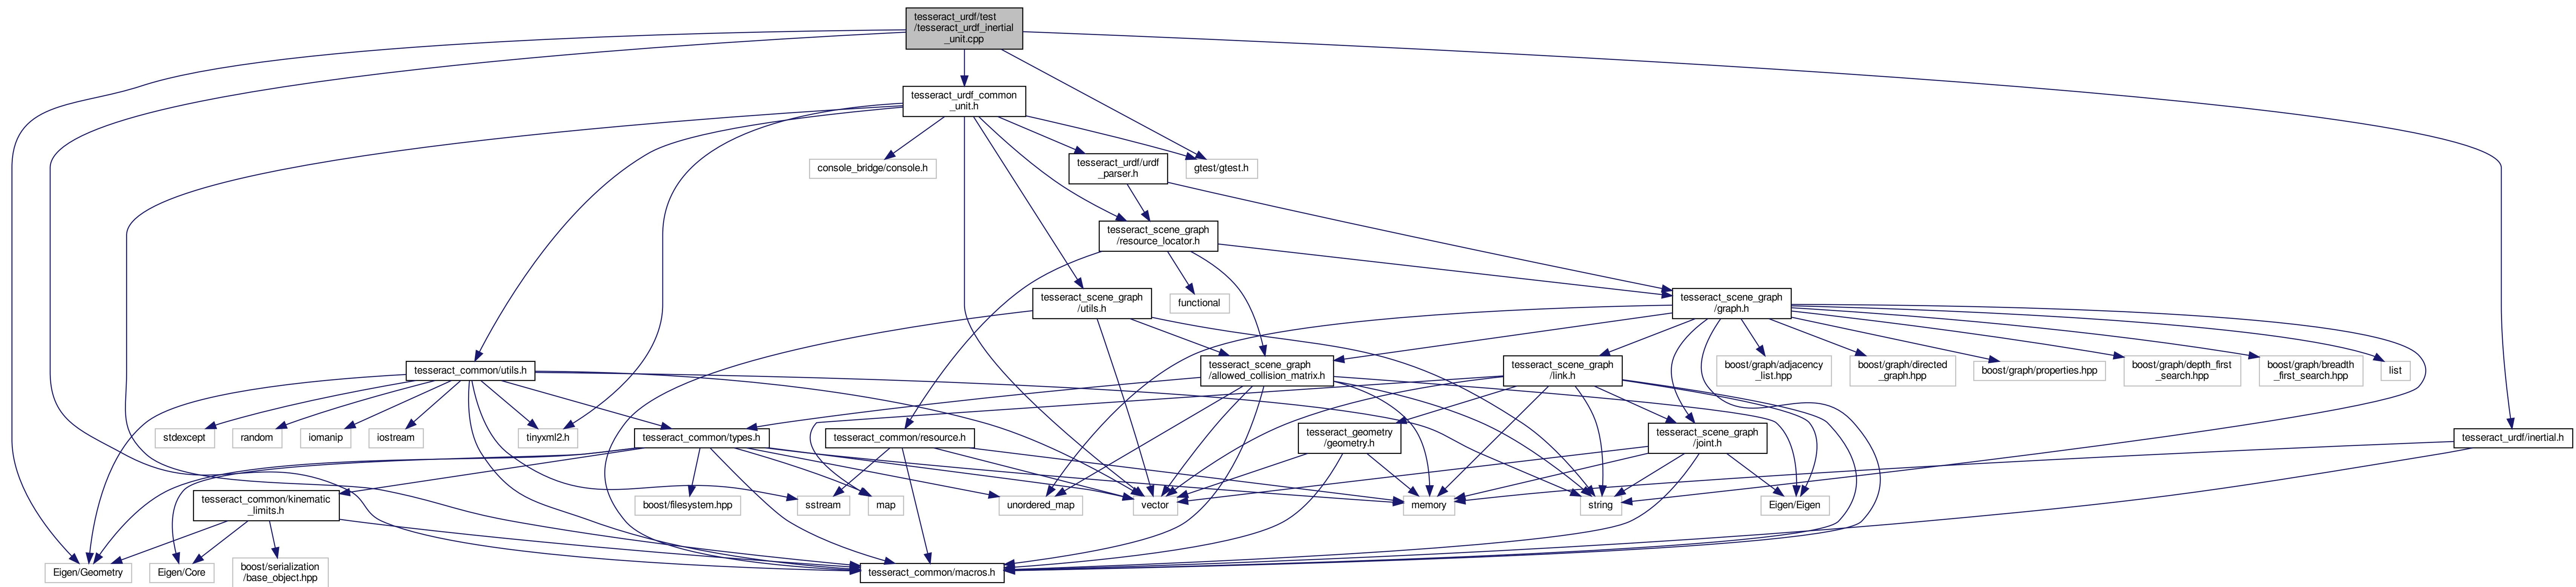 tesseract_urdf/test
/tesseract_urdf_inertial
_unit.cpp
tesseract_urdf_common
_unit.h
console_bridge/console.h
tesseract_urdf/urdf
_parser.h
gtest/gtest.h
tesseract_scene_graph
/resource_locator.h
tesseract_scene_graph
/utils.h
functional
tesseract_scene_graph
/graph.h
tesseract_common/utils.h
tesseract_scene_graph
/allowed_collision_matrix.h
tesseract_scene_graph
/link.h
boost/graph/adjacency
_list.hpp
boost/graph/directed
_graph.hpp
boost/graph/properties.hpp
boost/graph/depth_first
_search.hpp
boost/graph/breadth
_first_search.hpp
list
stdexcept
random
iomanip
iostream
tinyxml2.h
tesseract_common/types.h
tesseract_common/resource.h
tesseract_geometry
/geometry.h
tesseract_scene_graph
/joint.h
tesseract_urdf/inertial.h
tesseract_common/kinematic
_limits.h
boost/filesystem.hpp
sstream
map
unordered_map
vector
memory
string
Eigen/Eigen
Eigen/Geometry
Eigen/Core
boost/serialization
/base_object.hpp
tesseract_common/macros.h